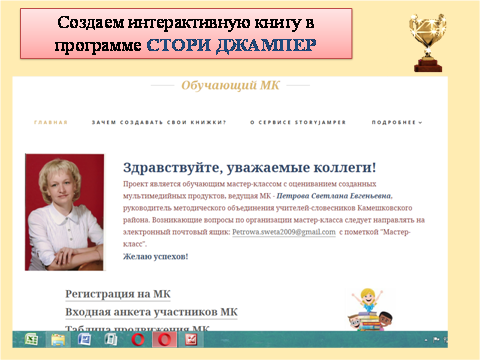 Создаем интерактивную книгу в
программе СТОРИ ДЖАМПЕР
Обучающий МК
ГЛАВНАЯ ЗАЧЕМ СОЗДАВАТЬ СВОИ КНИЖКИ? О СЕРВИСЕ STORYJAMPER ПОДРОБНЕЕ
Здравствуйте, уважаемые коллеги!
Проект является обучающим мастер-классом с оцениванием созданных
мультимедийных продуктов, ведущая МК - Петрова Светлана Евгеньевна,
руководитель методического объединения учителей-словесников Камешковского
района. Возникающие вопросы по организации мастер-класса следует направлять на
электронный почтовый ящик: Petrowa.sweta2009@gmail.com с пометкой "Мастер-
класс".
Желаю успехов!
Регистрация на МК
Входная анкета участников МК
Таблица продвижения МК